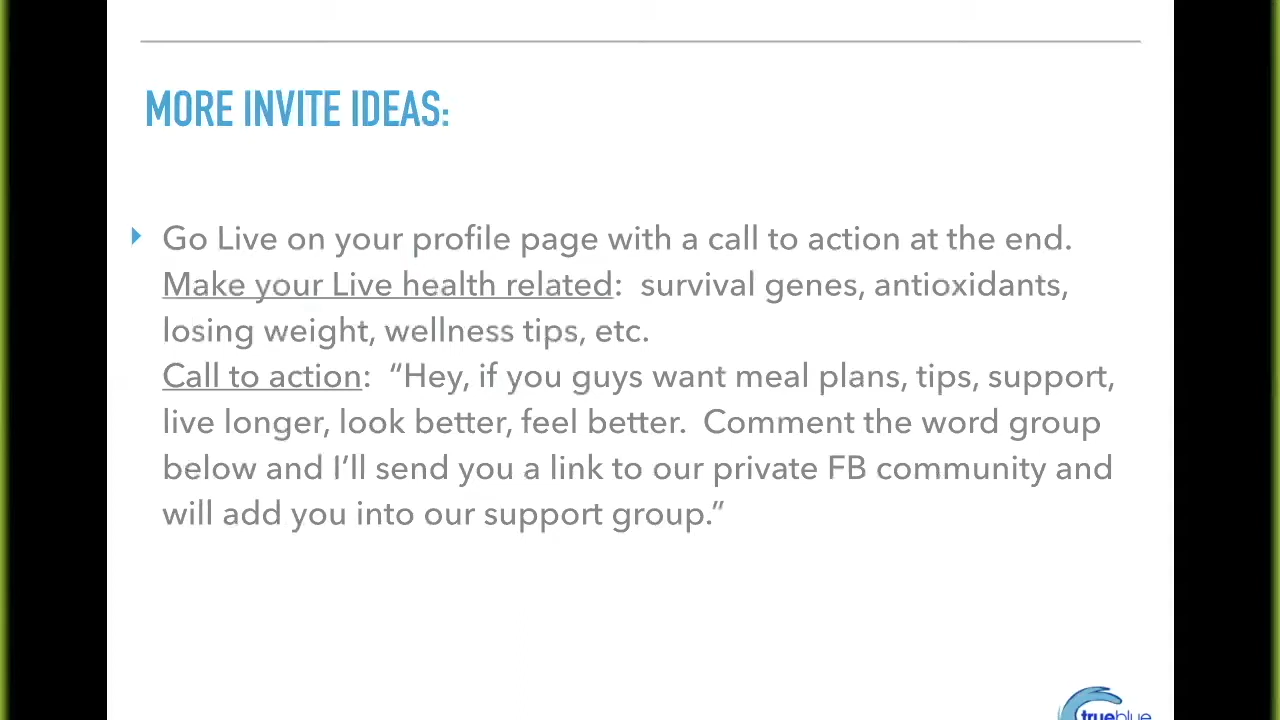 MORE INVITE IDEAS:
Go Live on your profile page with a call to action at the end.
Make your Live health related:  survival genes, antioxidants,
losing weight, wellness tips, etc.
Call to action:  “Hey, if you guys want meal plans, tips, support,
live longer, look better, feel better.  Comment the word group
below and I’ll send you a link to our private FB community and
will add you into our support group.”
trueblue